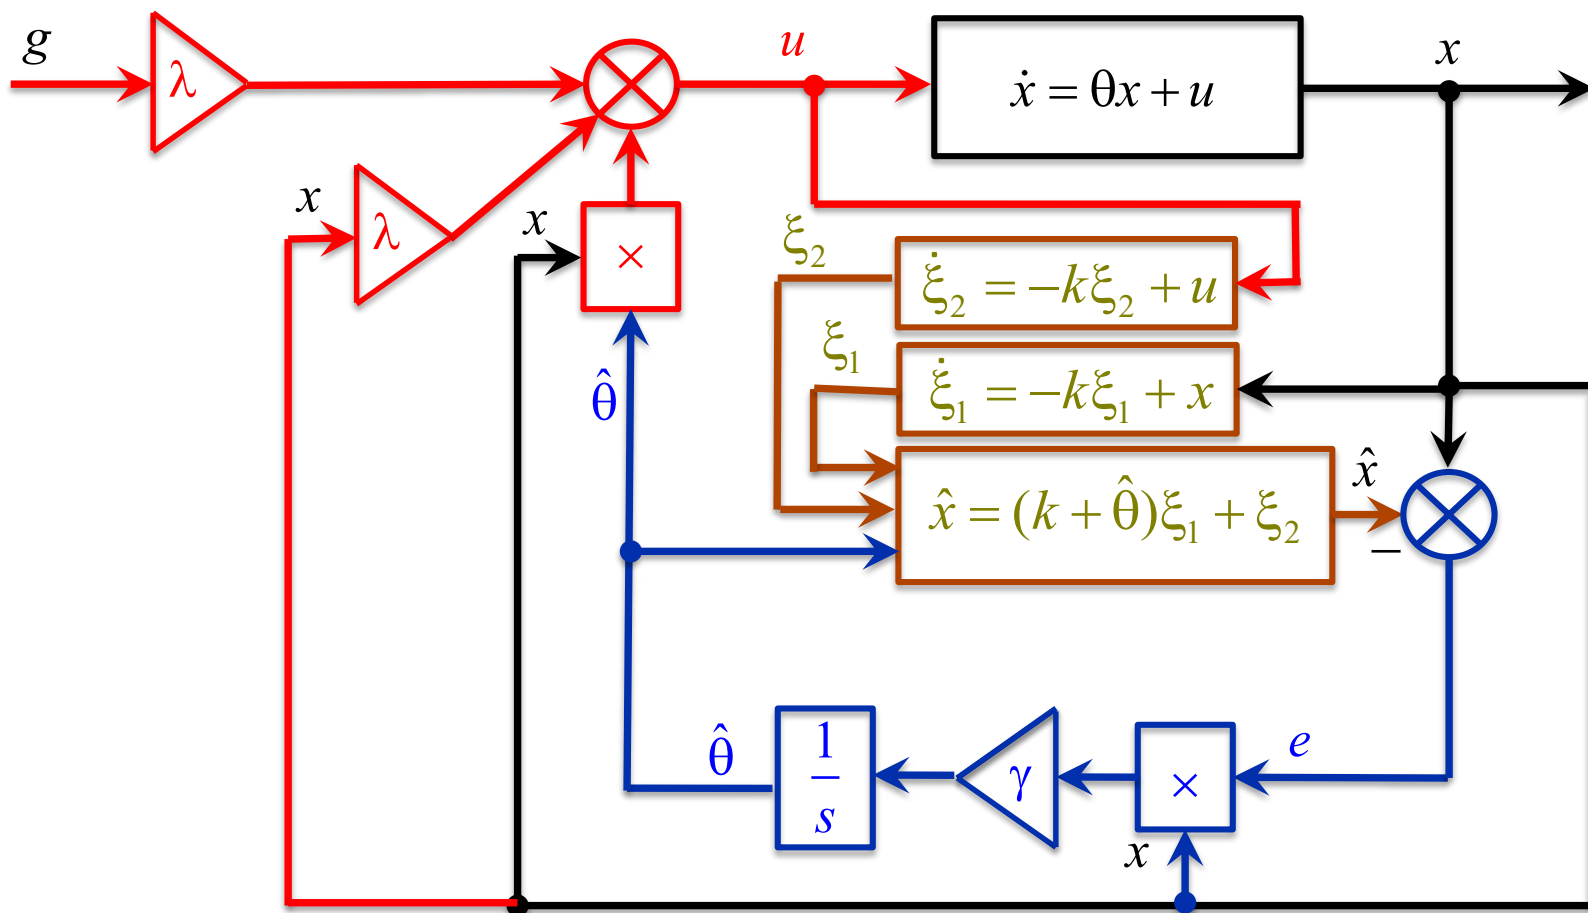 g
λ
u
ẋ = θx + u
x
x
λ
x
×
ξ₂
ξ̇₂ = −kξ₂ + u
ξ₁
ξ̇₁ = −kξ₁ + x
θ̂
x̂ = (k + θ̂)ξ₁ + ξ₂
x̂
−
θ̂
1
s
γ
×
e
x